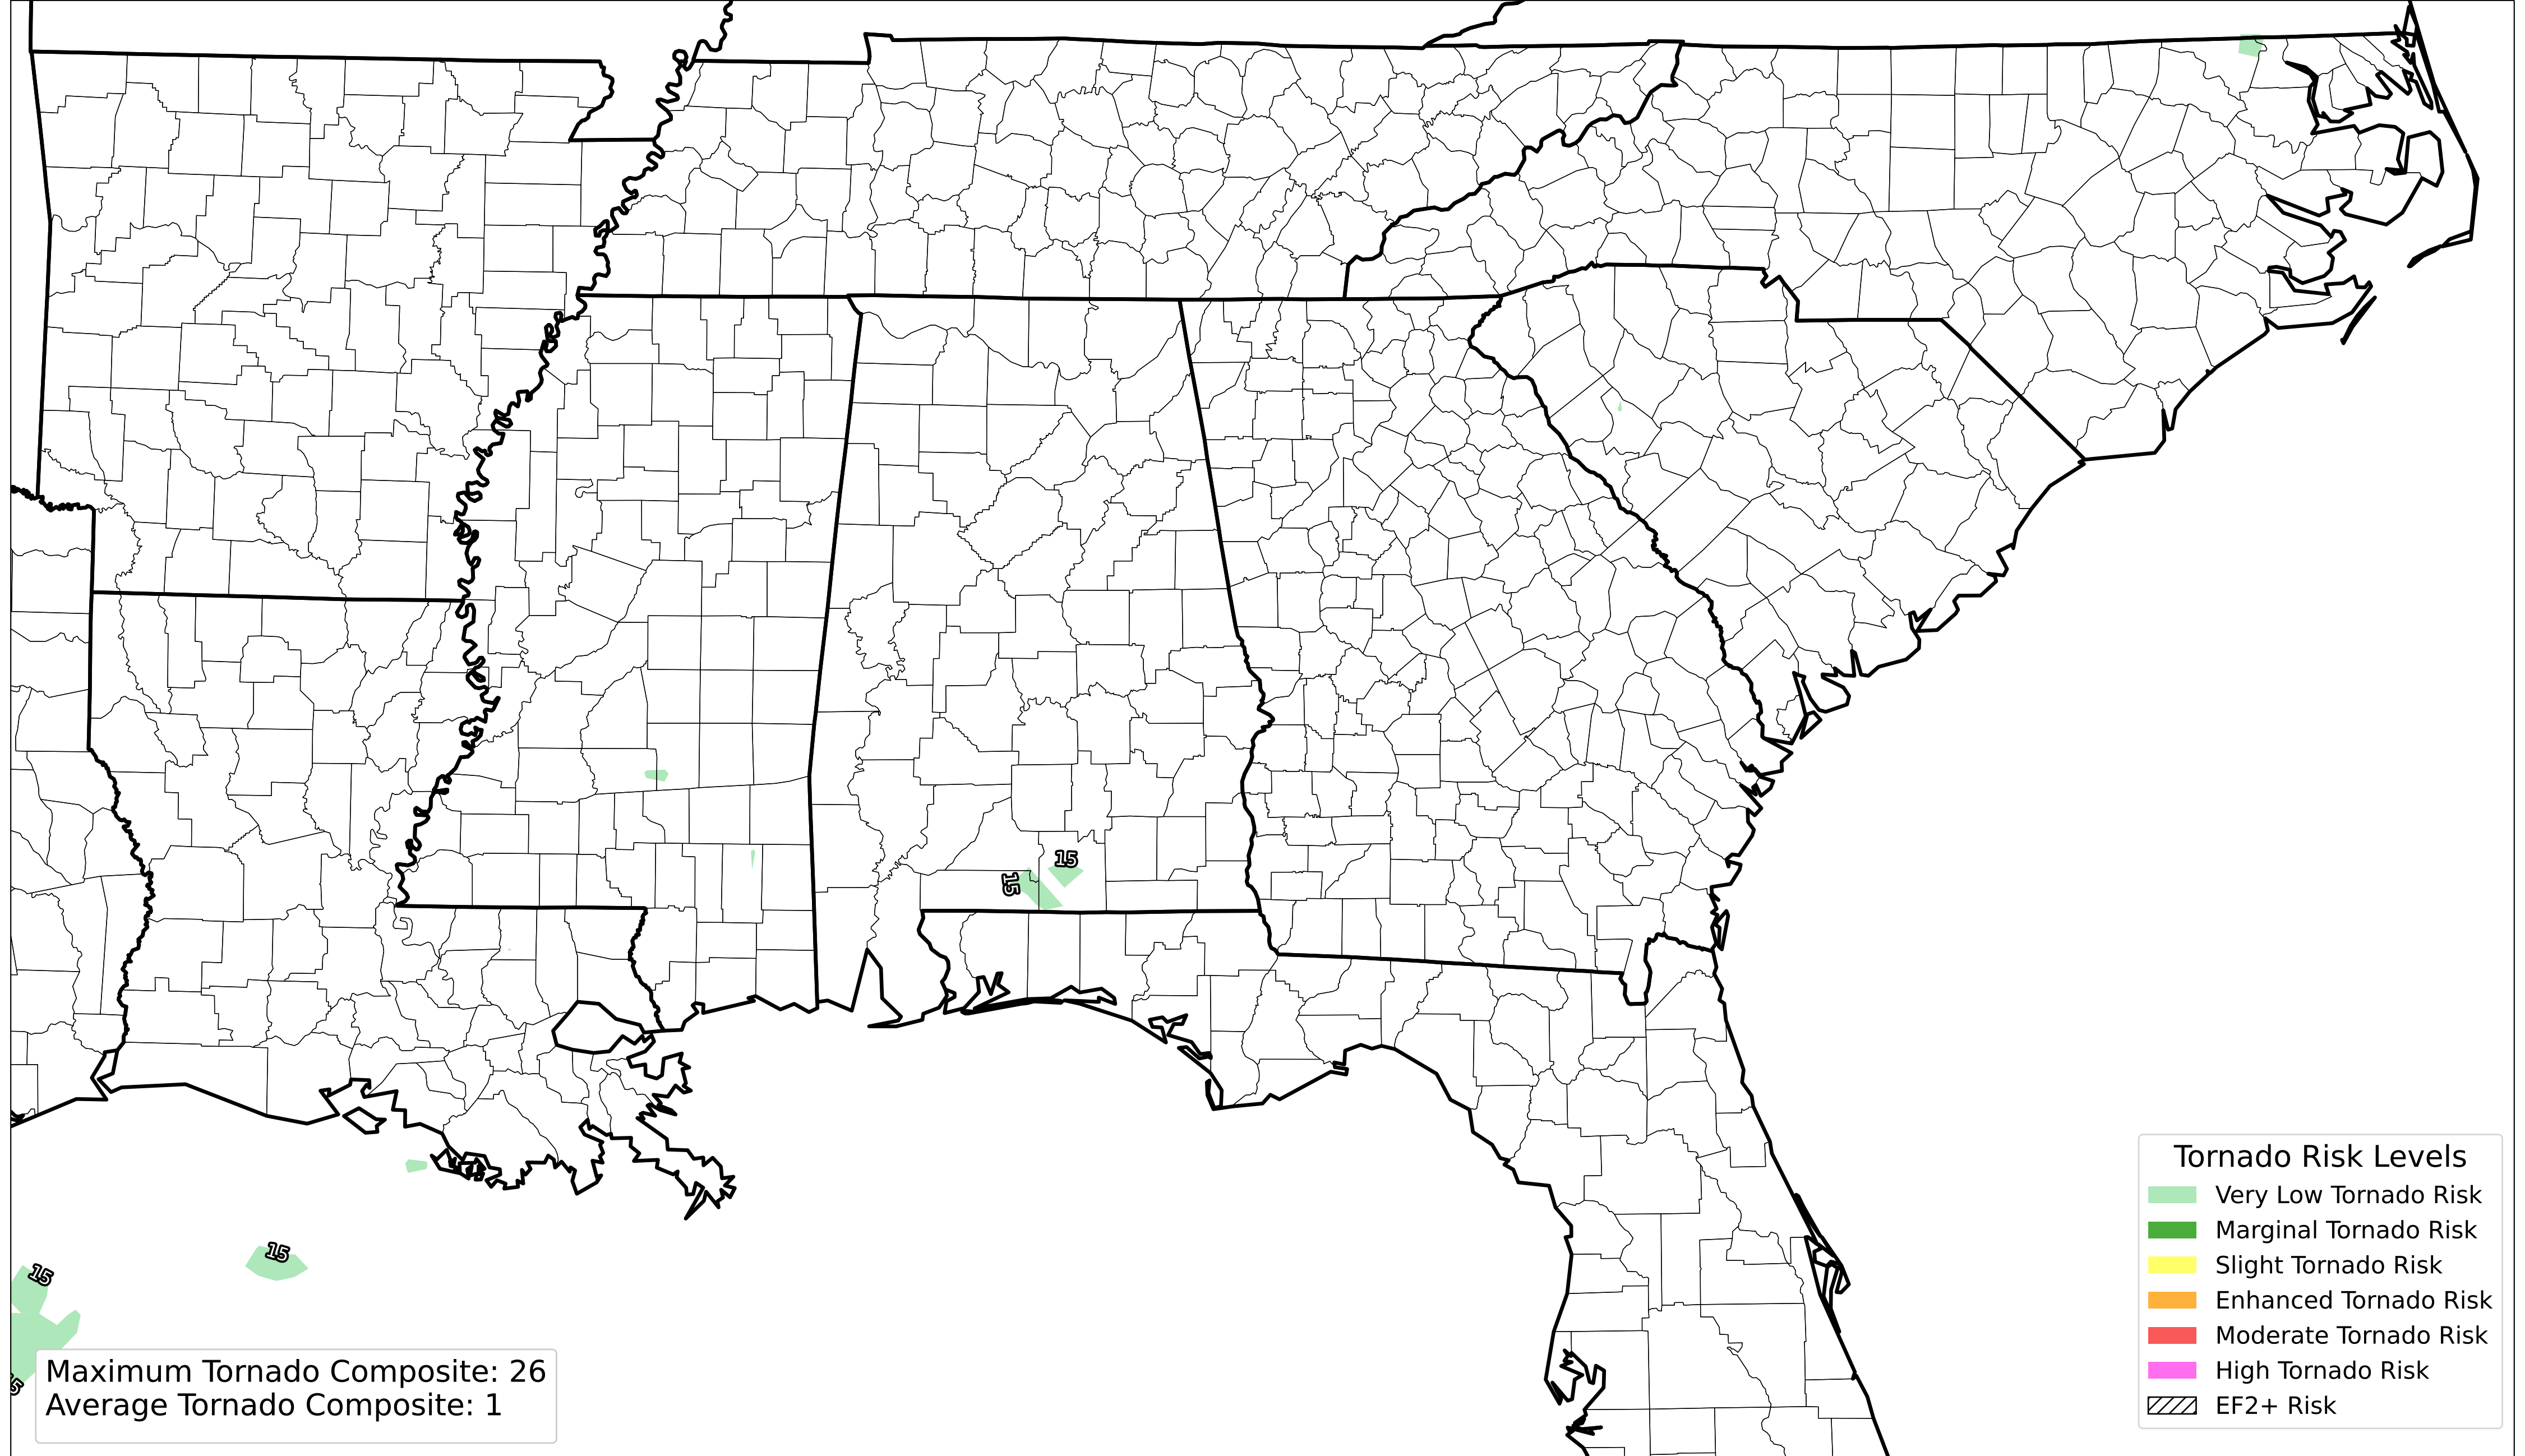 15
15
15
15
15
Maximum Tornado Composite: 26
Average Tornado Composite: 1
Tornado Risk Levels
Very Low Tornado Risk
Marginal Tornado Risk
Slight Tornado Risk
Enhanced Tornado Risk
Moderate Tornado Risk
High Tornado Risk
EF2+ Risk